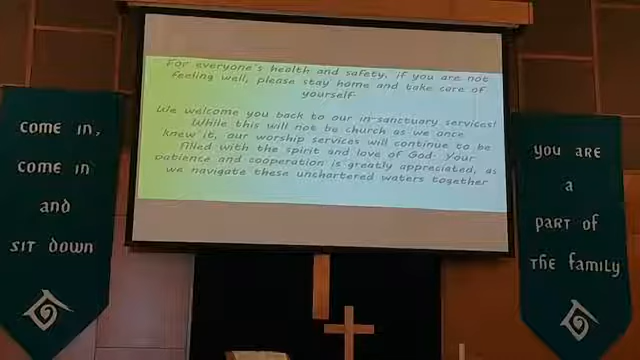 For everyone's health and safety, if you are not
feeling well, please stay home and take care of
yourself.
We welcome you back to our in-sanctuary services!
While this will not be church as we once
knew it, our worship services will continue to be
filled with the spirit and love of God. Your
patience and cooperation is greatly appreciated, as
we navigate these unchartered waters together
COME IN,
COME IN
and
SIT DOWN
YOU ARE
a
PART OF
THE family